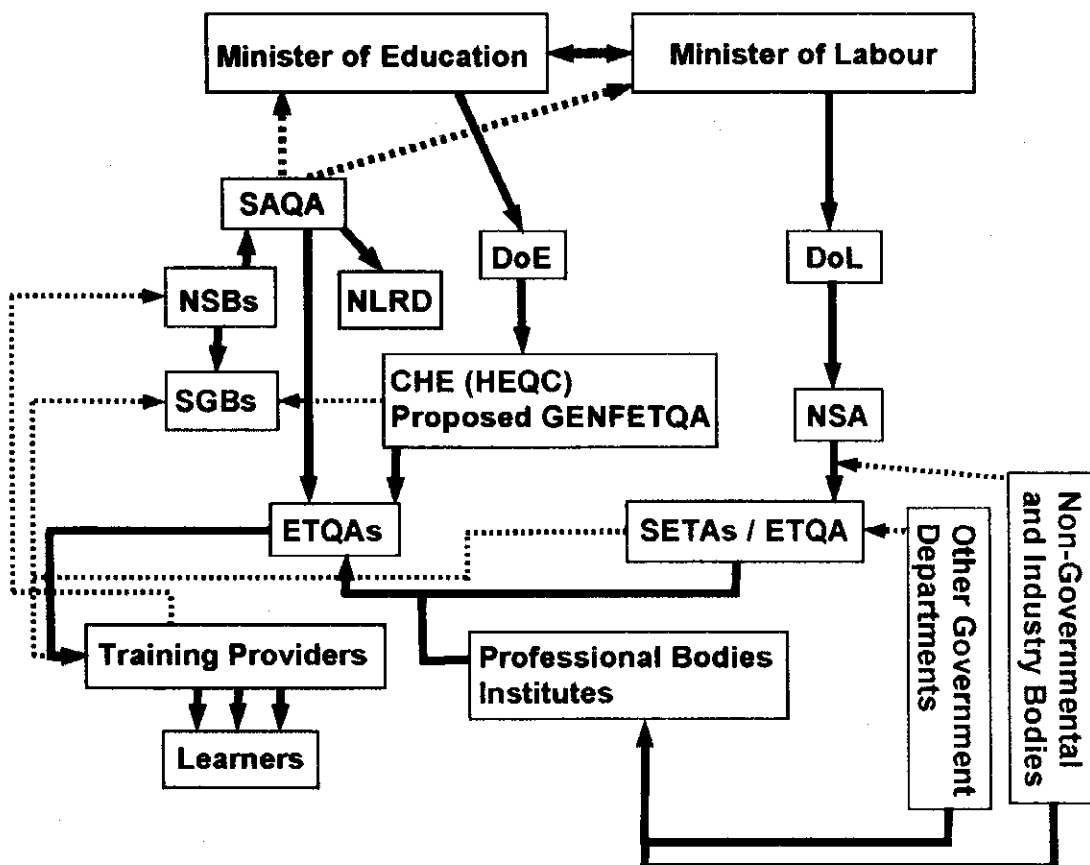 Minister of Education
Minister of Labour
SAQA
DoE
DoL
NSBs
NLRD
SGBs
CHE (HEQC)
Proposed GENFETQA
NSA
ETQAs
SETAs / ETQA
Other Government
Departments
Non-Governmental
and Industry Bodies
Training Providers
Professional Bodies
Institutes
Learners